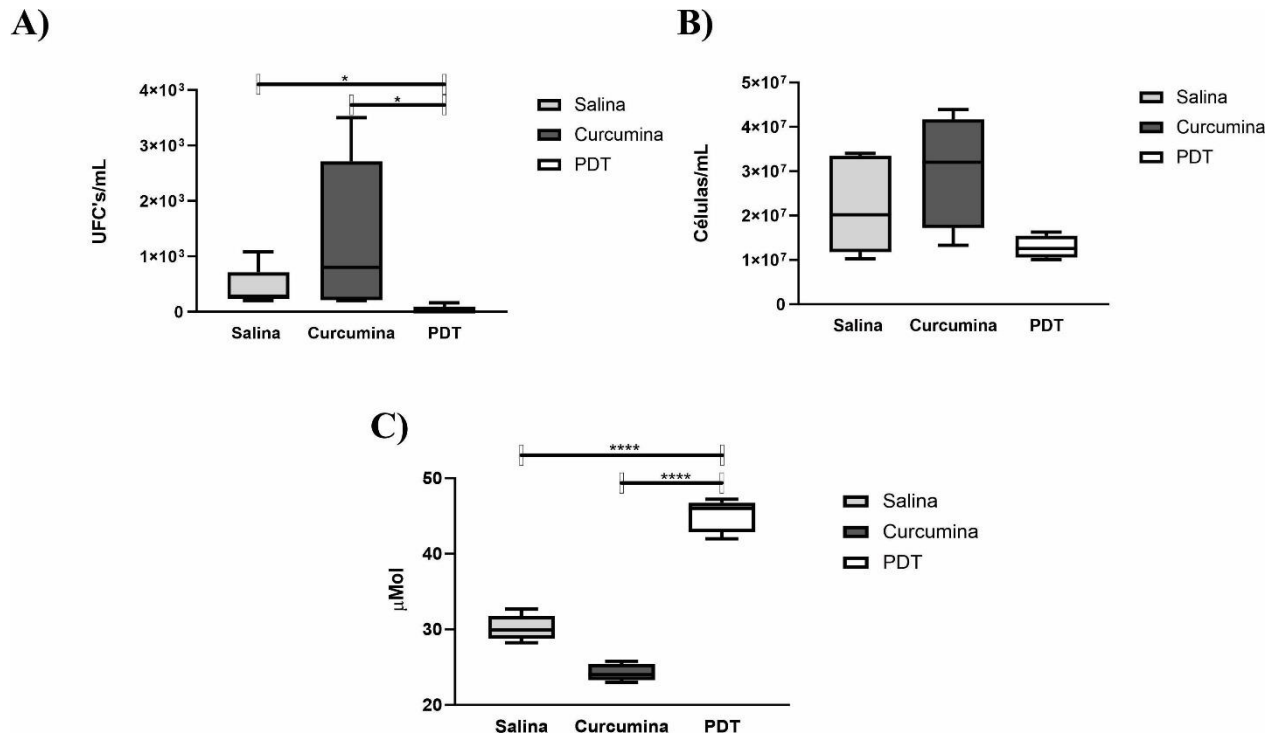 A)
UFC's/mL
4×10³
3×10³
2×10³
1×10³
0
*
*
Salina
Curcumina
PDT
Salina Curcumina PDT
B)
Células/mL
5×10⁷
4×10⁷
3×10⁷
2×10⁷
1×10⁷
0
Salina
Curcumina
PDT
Salina Curcumina PDT
C)
µMol
50
40
30
20
****
****
Salina
Curcumina
PDT
Salina Curcumina PDT